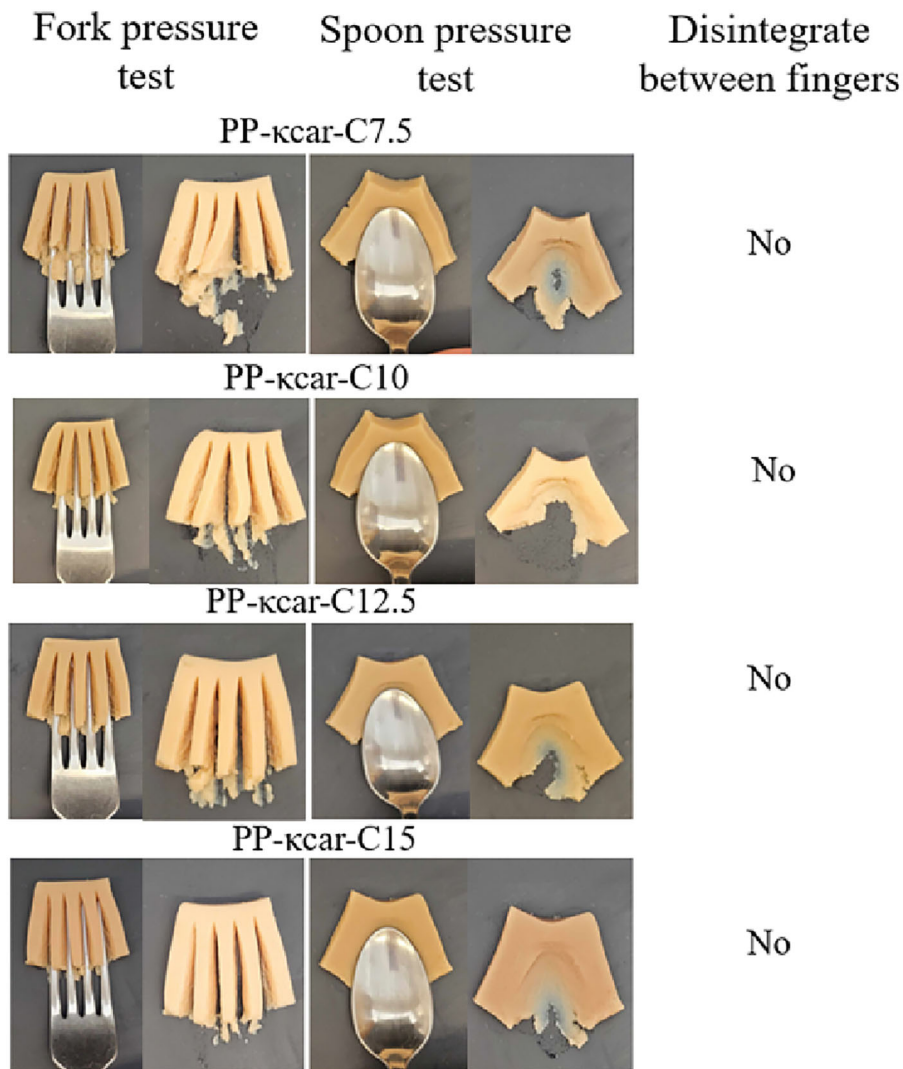 Fork pressure
test
Spoon pressure
test
Disintegrate
between fingers
PP-κcar-C7.5
No
PP-κcar-C10
No
PP-κcar-C12.5
No
PP-κcar-C15
No